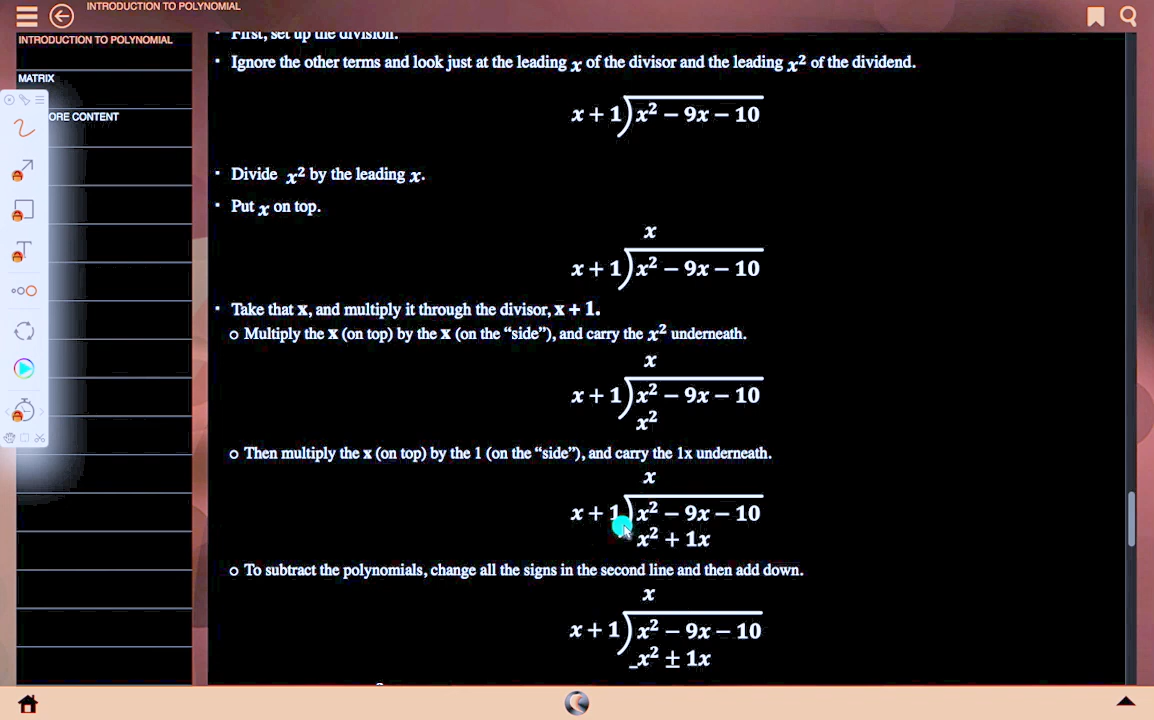 INTRODUCTION TO POLYNOMIAL
INTRODUCTION TO POLYNOMIAL
MATRIX
ORE CONTENT
· First, set up the division.
· Ignore the other terms and look just at the leading x of the divisor and the leading x² of the dividend.
x + 1)x² − 9x − 10
· Divide x² by the leading x.
· Put x on top.
x
x + 1)x² − 9x − 10
· Take that x, and multiply it through the divisor, x + 1.
o Multiply the x (on top) by the x (on the “side”), and carry the x² underneath.
x
x + 1)x² − 9x − 10
x²
o Then multiply the x (on top) by the 1 (on the “side”), and carry the 1x underneath.
x
x + 1)x² − 9x − 10
x² + 1x
o To subtract the polynomials, change all the signs in the second line and then add down.
x
x + 1)x² − 9x − 10
_x² ± 1x